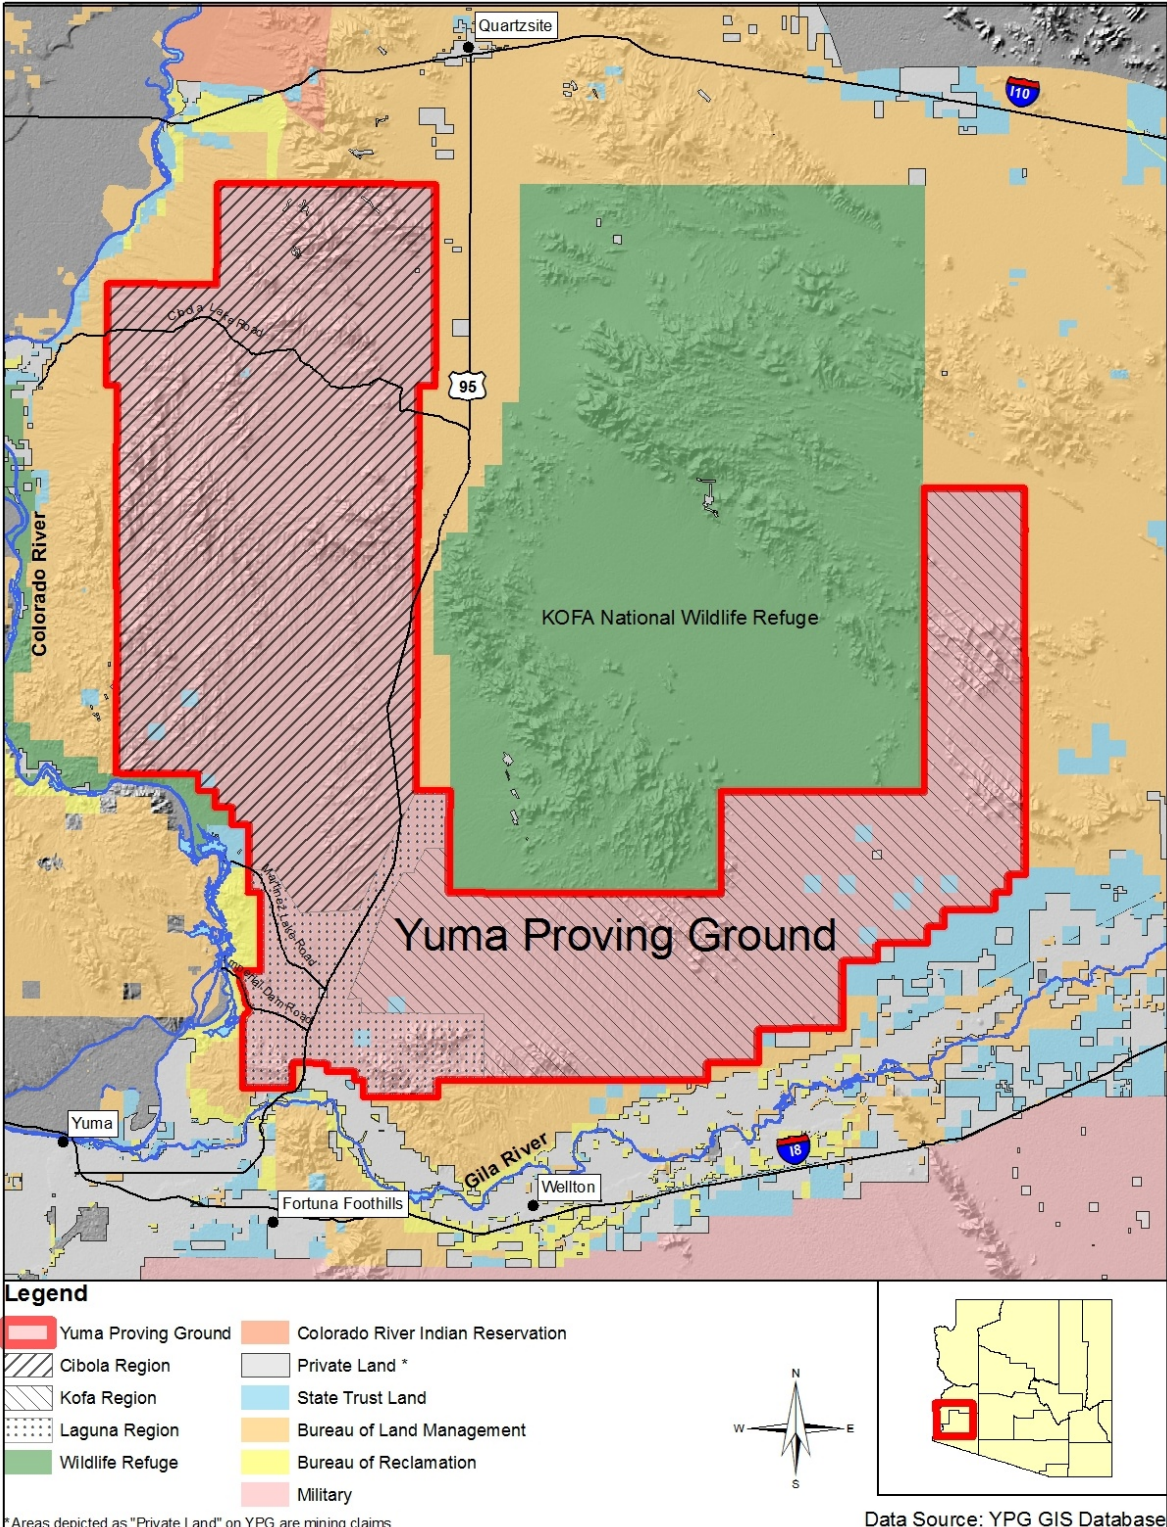 Quartzsite
I10
Cibola Lake Road
95
Colorado River
KOFA National Wildlife Refuge
Yuma Proving Ground
Martinez Lake Road
Imperial Dam Road
Yuma
Gila River
I8
Wellton
Fortuna Foothills
Legend
Yuma Proving Ground
Cibola Region
Kofa Region
Laguna Region
Wildlife Refuge
Colorado River Indian Reservation
Private Land *
State Trust Land
Bureau of Land Management
Bureau of Reclamation
Military
N
W
E
S
*Areas depicted as "Private Land" on YPG are mining claims
Data Source: YPG GIS Database